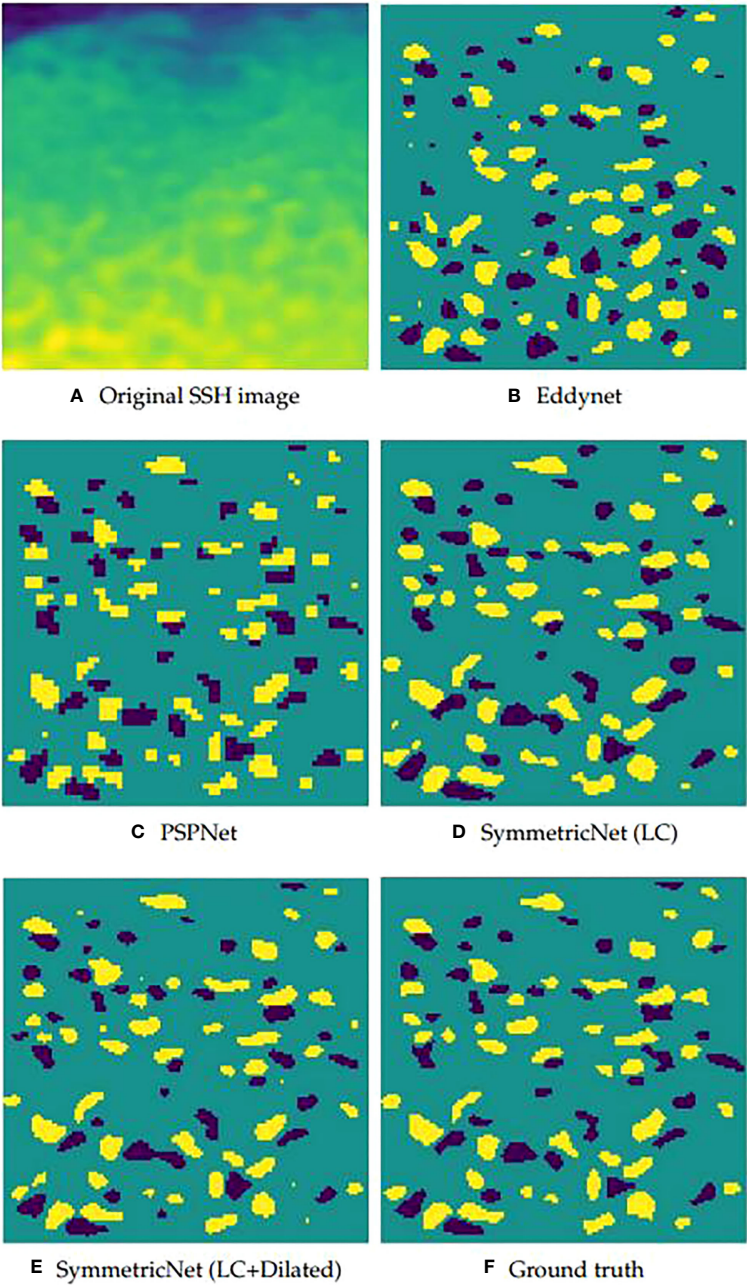 A Original SSH image
B Eddynet
C PSPNet
D SymmetricNet (LC)
E SymmetricNet (LC+Dilated)
F Ground truth